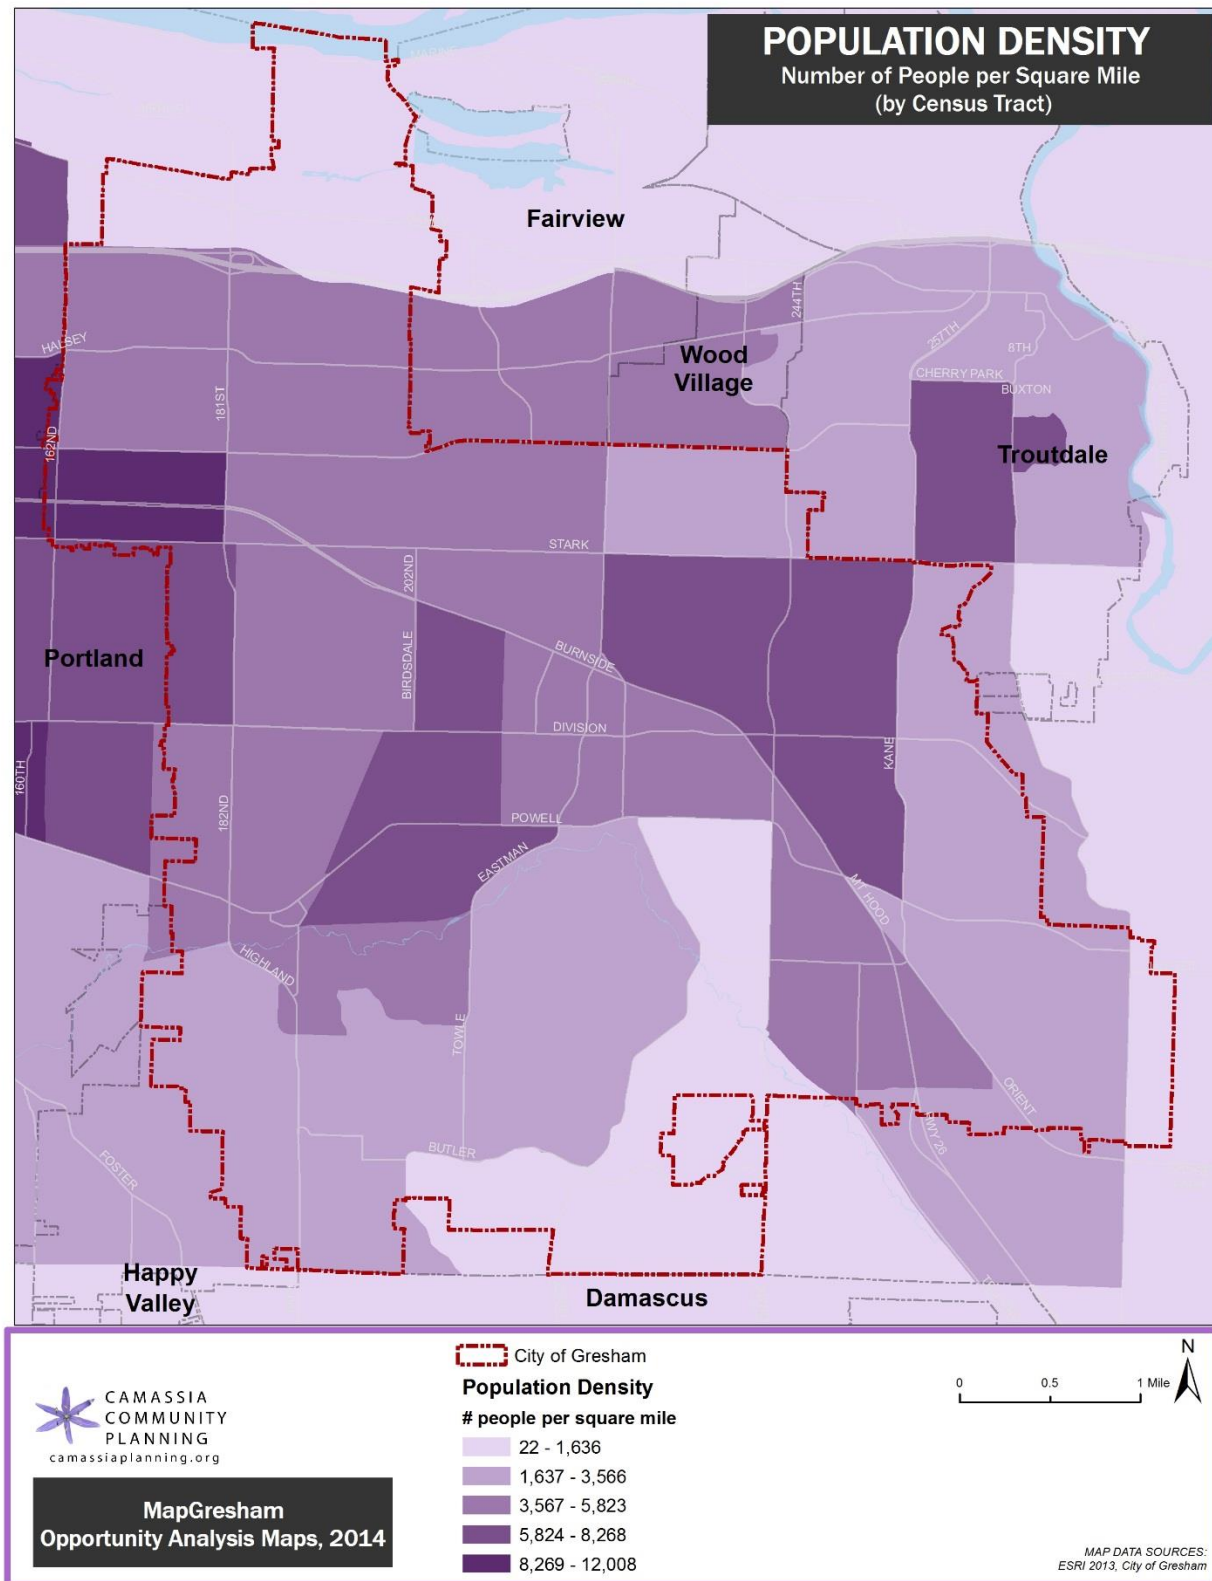 POPULATION DENSITY
Number of People per Square Mile
(by Census Tract)
MARINE
Fairview
HALSEY
181ST
162ND
Wood
Village
244TH
257TH
8TH
CHERRY PARK
BUXTON
Troutdale
STARK
202ND
BIRDSDALE
BURNSIDE
Portland
DIVISION
KANE
160TH
182ND
POWELL
EASTMAN
MT HOOD
HIGHLAND
TOWLE
BUTLER
ORIENT
HWY 26
FOSTER
Happy
Valley
Damascus
CAMASSIA
COMMUNITY
PLANNING
camassiaplanning.org
MapGresham
Opportunity Analysis Maps, 2014
City of Gresham
Population Density
# people per square mile
22 - 1,636
1,637 - 3,566
3,567 - 5,823
5,824 - 8,268
8,269 - 12,008
0 0.5 1 Mile
N
MAP DATA SOURCES:
ESRI 2013, City of Gresham